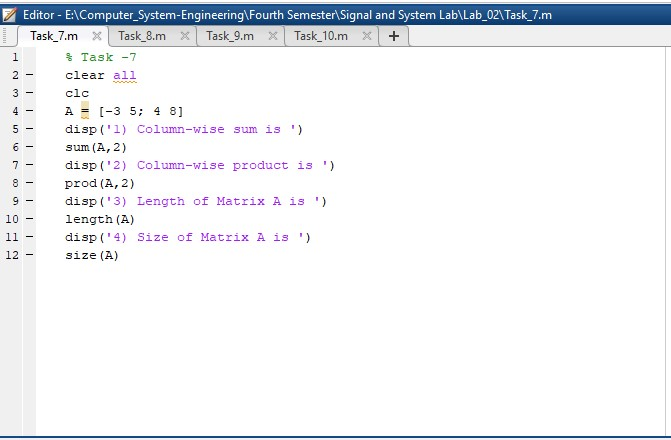 Editor - E:\Computer_System-Engineering\Fourth Semester\Signal and System Lab\Lab_02\Task_7.m
Task_7.m Task_8.m Task_9.m Task_10.m +
1 % Task -7
2 - clear all
3 - clc
4 - A = [-3 5; 4 8]
5 - disp('1) Column-wise sum is ')
6 - sum(A,2)
7 - disp('2) Column-wise product is ')
8 - prod(A,2)
9 - disp('3) Length of Matrix A is ')
10 - length(A)
11 - disp('4) Size of Matrix A is ')
12 - size(A)